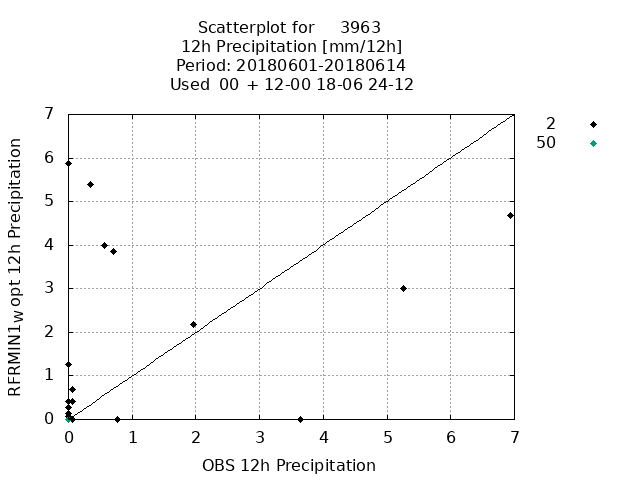 Scatterplot for 3963
12h Precipitation [mm/12h]
Period: 20180601-20180614
Used 00 + 12-00 18-06 24-12
2
50
7
6
5
4
3
2
1
0
RFRMIN1w opt 12h Precipitation
0 1 2 3 4 5 6 7
OBS 12h Precipitation